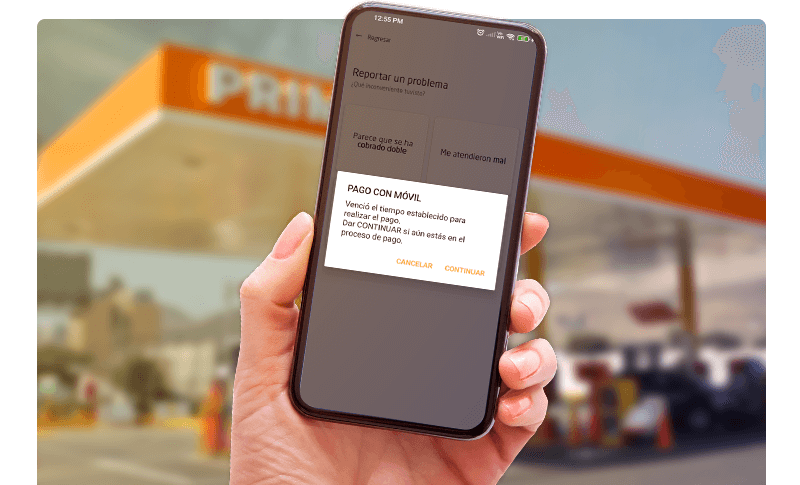 PRIM
12:55 PM
← Regresar
Reportar un problema
¿Qué inconveniente tuviste?
Parece que se ha
cobrado doble
Me atendieron mal
PAGO CON MÓVIL
Venció el tiempo establecido para
realizar el pago.
Dar CONTINUAR si aún estás en el
proceso de pago.
CANCELAR CONTINUAR